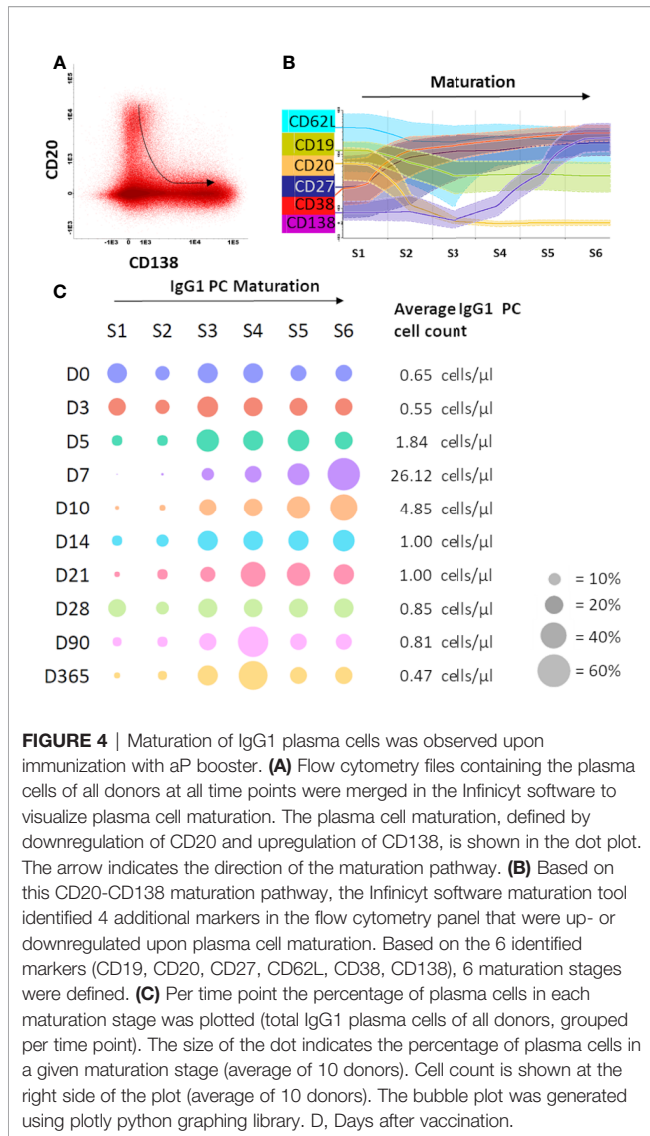 A
CD20
1E5
1E4
1E3
0
-1E3
-1E3 0 1E3 1E4 1E5
CD138
B
Maturation
CD62L
CD19
CD20
CD27
CD38
CD138
S1 S2 S3 S4 S5 S6
C
IgG1 PC Maturation
Average IgG1 PC
cell count
S1 S2 S3 S4 S5 S6
D0 0.65 cells/µl
D3 0.55 cells/µl
D5 1.84 cells/µl
D7 26.12 cells/µl
D10 4.85 cells/µl
D14 1.00 cells/µl
D21 1.00 cells/µl
D28 0.85 cells/µl
D90 0.81 cells/µl
D365 0.47 cells/µl
= 10%
= 20%
= 40%
= 60%
FIGURE 4 | Maturation of IgG1 plasma cells was observed upon
immunization with aP booster. (A) Flow cytometry files containing the plasma
cells of all donors at all time points were merged in the Infinicyt software to
visualize plasma cell maturation. The plasma cell maturation, defined by
downregulation of CD20 and upregulation of CD138, is shown in the dot plot.
The arrow indicates the direction of the maturation pathway. (B) Based on
this CD20-CD138 maturation pathway, the Infinicyt software maturation tool
identified 4 additional markers in the flow cytometry panel that were up- or
downregulated upon plasma cell maturation. Based on the 6 identified
markers (CD19, CD20, CD27, CD62L, CD38, CD138), 6 maturation stages
were defined. (C) Per time point the percentage of plasma cells in each
maturation stage was plotted (total IgG1 plasma cells of all donors, grouped
per time point). The size of the dot indicates the percentage of plasma cells in
a given maturation stage (average of 10 donors). Cell count is shown at the
right side of the plot (average of 10 donors). The bubble plot was generated
using plotly python graphing library. D, Days after vaccination.